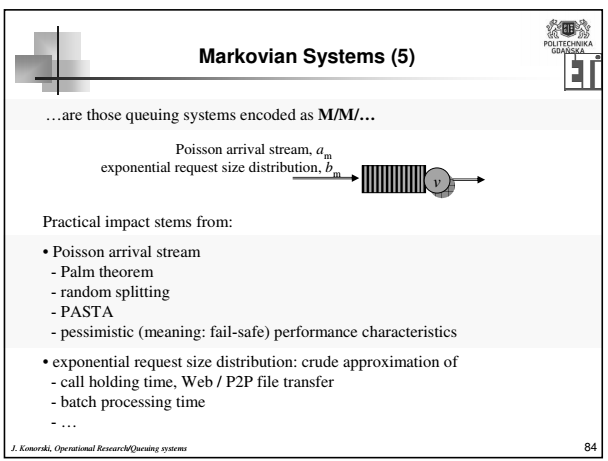 Markovian Systems (5)
POLITECHNIKA
GDAŃSKA
ETI
…are those queuing systems encoded as M/M/…
Poisson arrival stream, am
exponential request size distribution, bm
v
Practical impact stems from:
• Poisson arrival stream
- Palm theorem
- random splitting
- PASTA
- pessimistic (meaning: fail-safe) performance characteristics
• exponential request size distribution: crude approximation of
- call holding time, Web / P2P file transfer
- batch processing time
- …
J. Konorski, Operational Research/Queuing systems
84